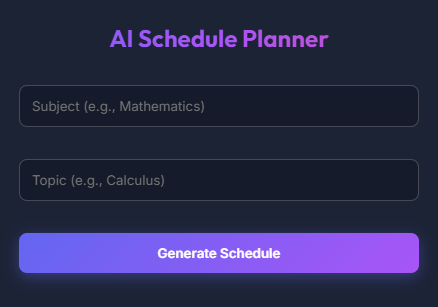 AI Schedule Planner
Subject (e.g., Mathematics)
Topic (e.g., Calculus)
Generate Schedule